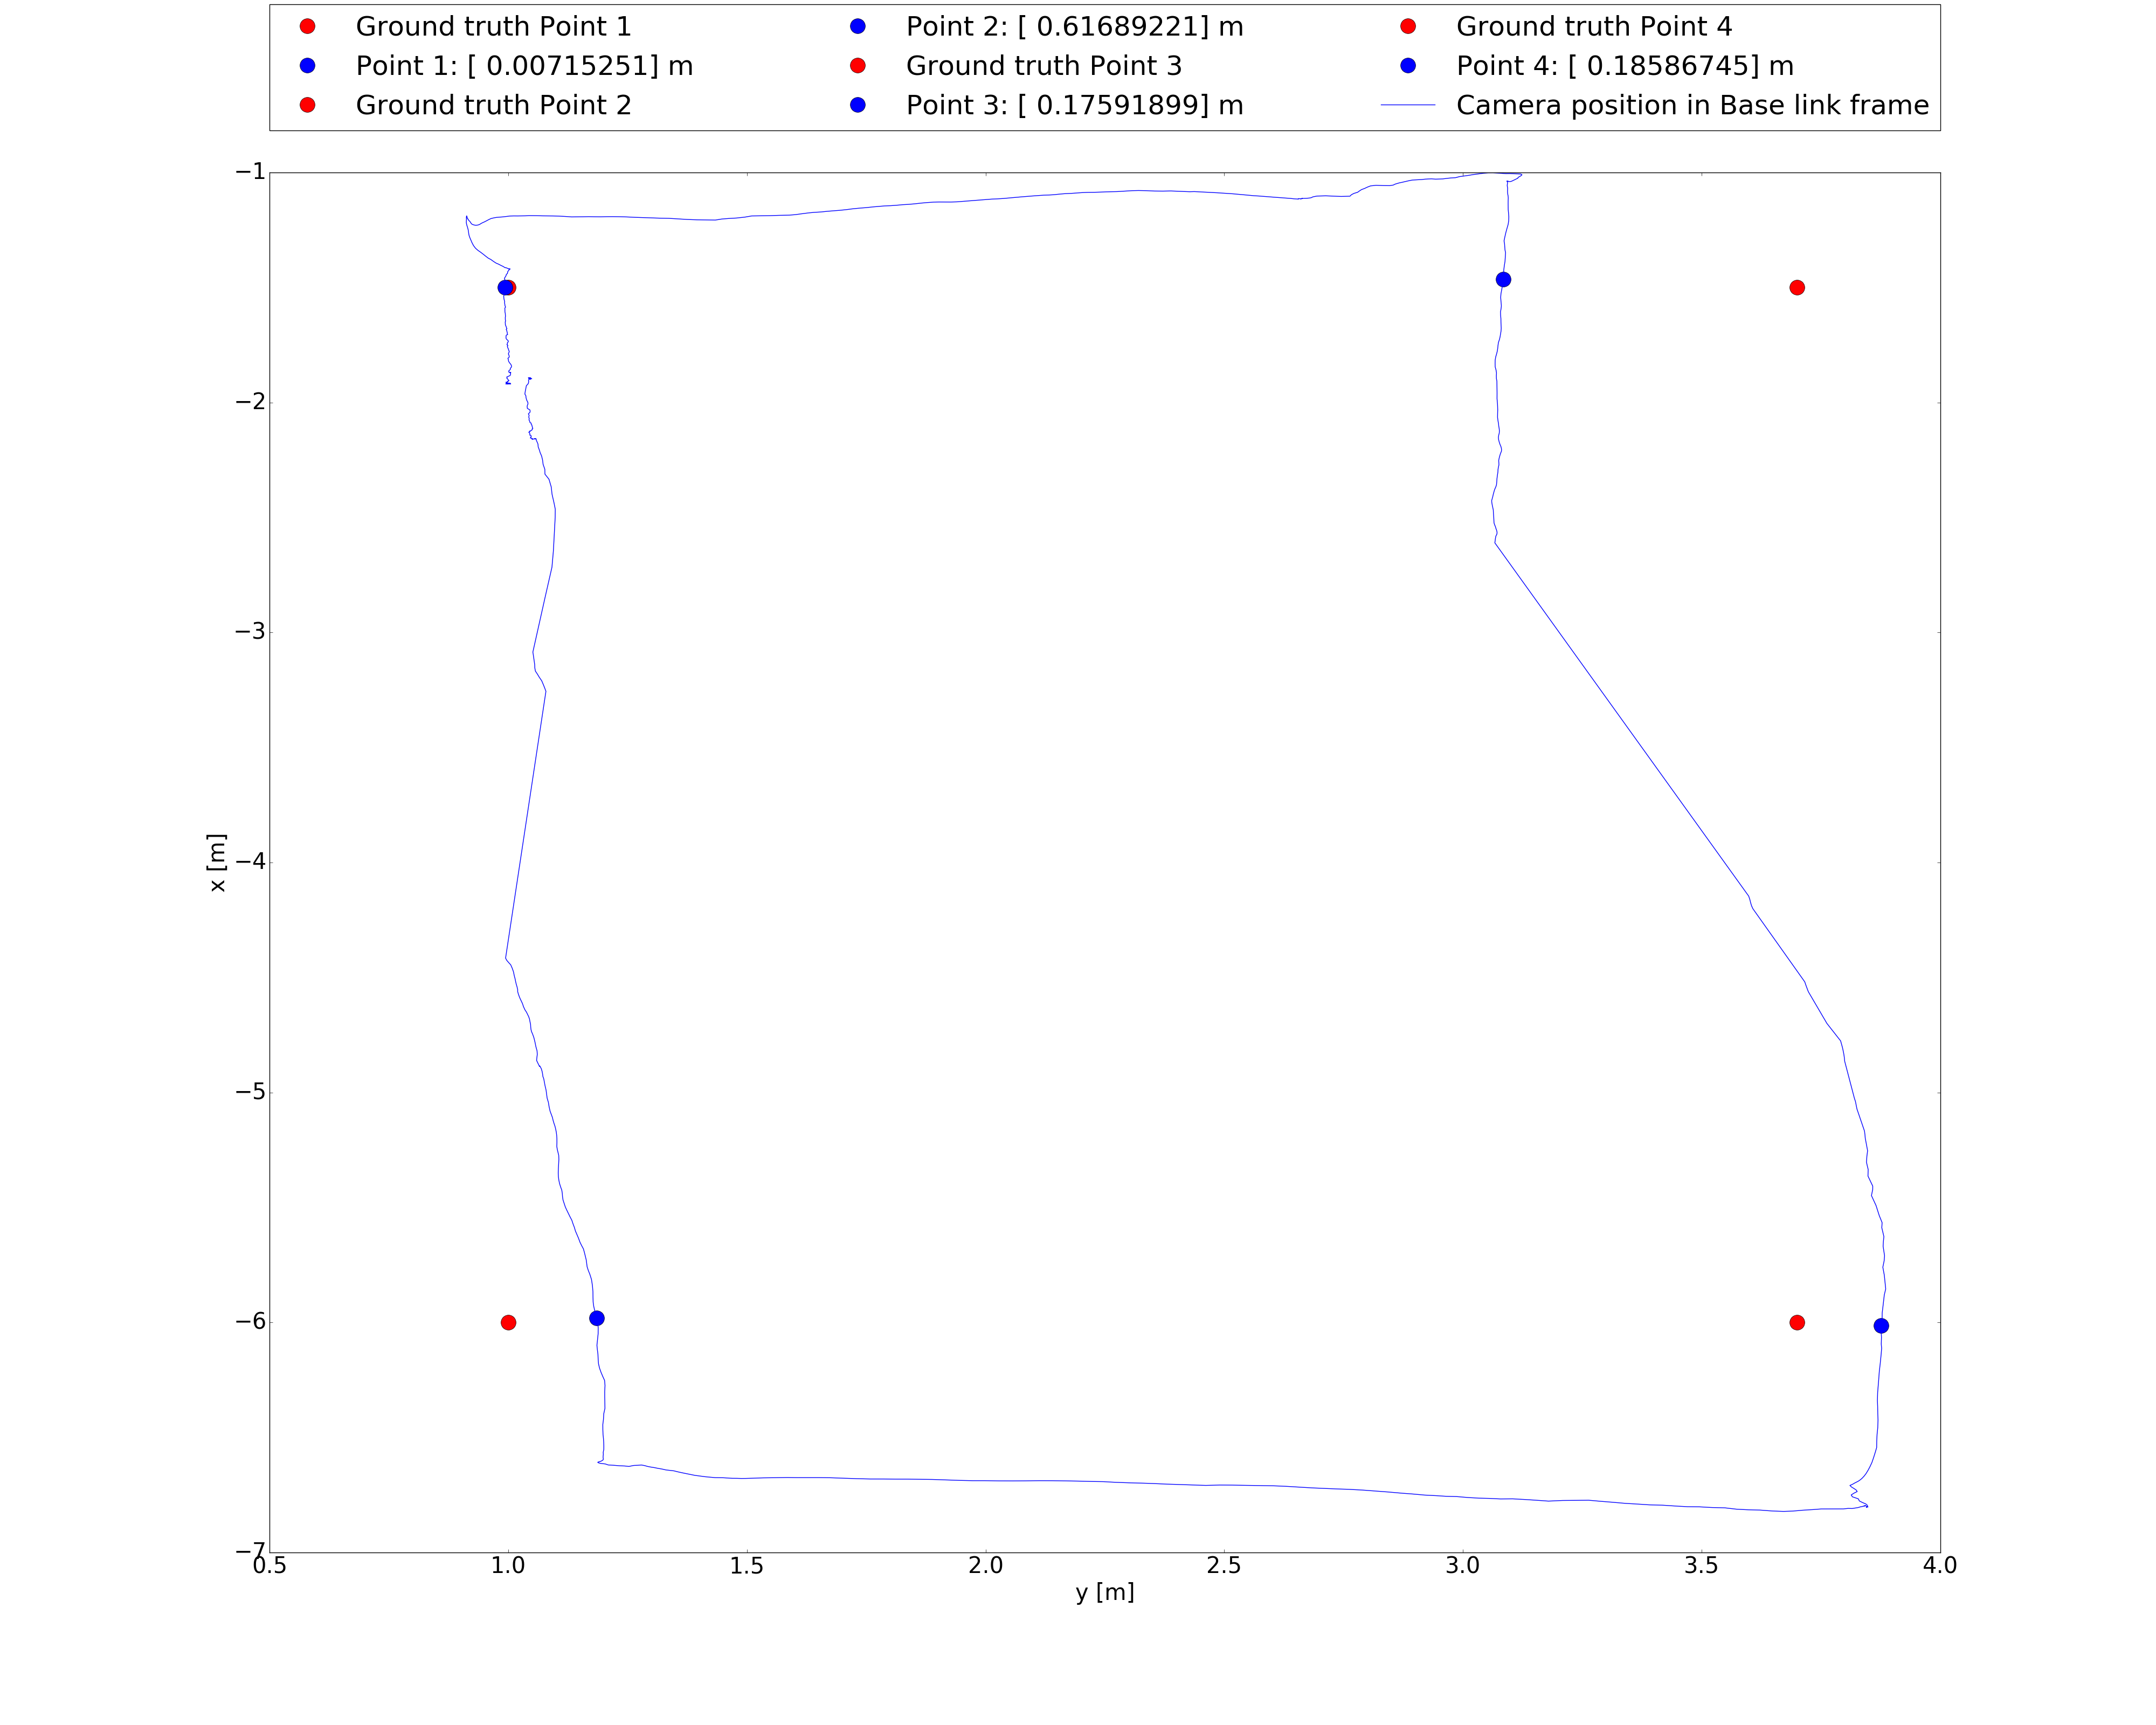 Ground truth Point 1
Point 1: [ 0.00715251] m
Ground truth Point 2
Point 2: [ 0.61689221] m
Ground truth Point 3
Point 3: [ 0.17591899] m
Ground truth Point 4
Point 4: [ 0.18586745] m
Camera position in Base link frame
−1
−2
−3
−4
−5
−6
−7
x [m]
0.5 1.0 1.5 2.0 2.5 3.0 3.5 4.0
y [m]